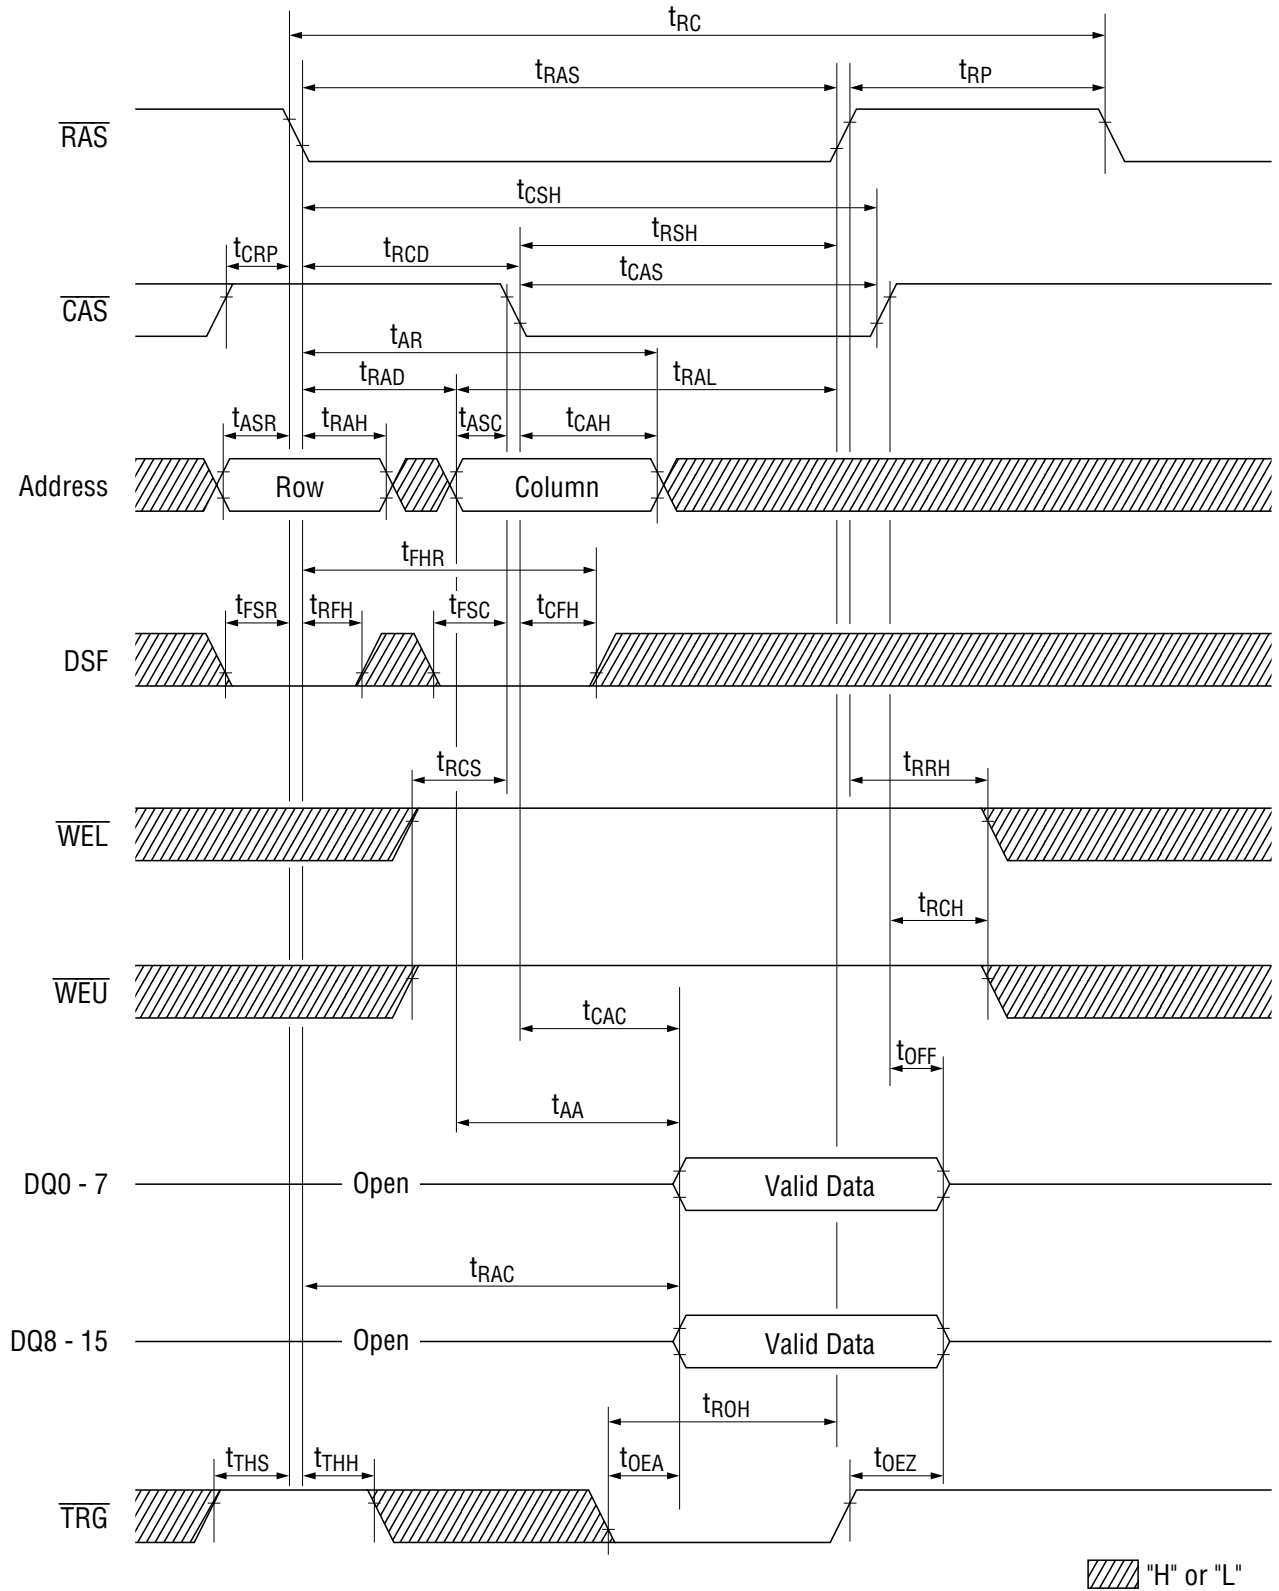 tRC
tRAS
tRP
RAS
tCSH
tRSH
tCRP
tRCD
tCAS
CAS
tAR
tRAD
tRAL
tASR
tRAH
tASC
tCAH
Address
Row
Column
tFHR
tFSR
tRFH
tFSC
tCFH
DSF
tRCS
tRRH
WEL
tRCH
WEU
tCAC
tOFF
tAA
DQ0 - 7
Open
Valid Data
tRAC
DQ8 - 15
Open
Valid Data
tROH
tTHS
tTHH
tOEA
tOEZ
TRG
"H" or "L"